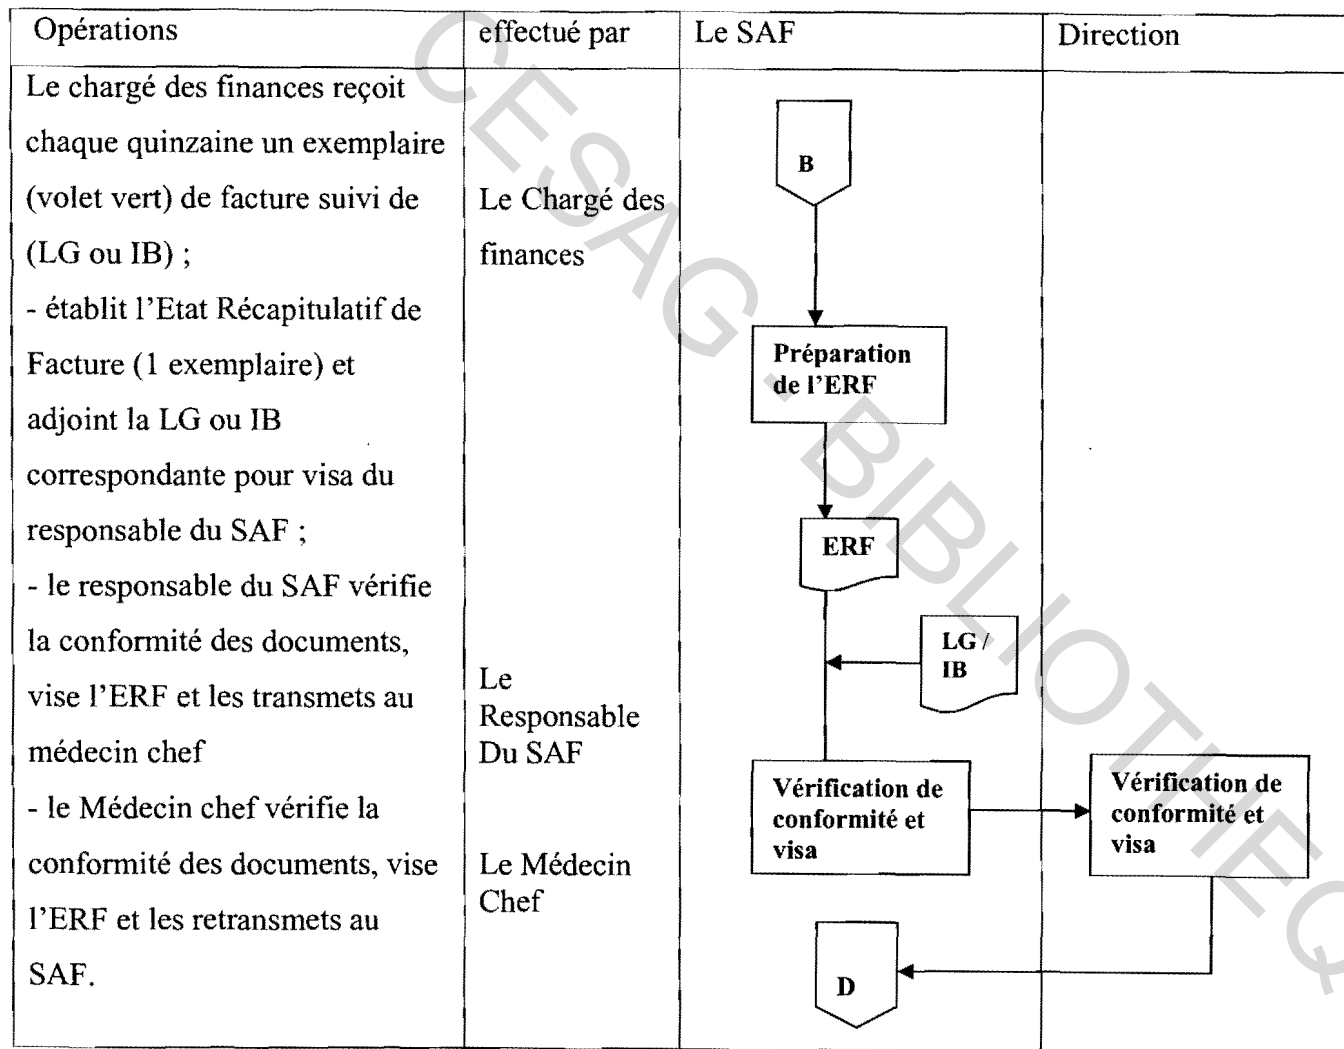 Opérations
effectué par
Le SAF
Direction
Le chargé des finances reçoit
chaque quinzaine un exemplaire
(volet vert) de facture suivi de
(LG ou IB) ;
- établit l'Etat Récapitulatif de
Facture (1 exemplaire) et
adjoint la LG ou IB
correspondante pour visa du
responsable du SAF ;
- le responsable du SAF vérifie
la conformité des documents,
vise l'ERF et les transmets au
médecin chef
- le Médecin chef vérifie la
conformité des documents, vise
l'ERF et les retransmets au
SAF.
Le Chargé des
finances
Le
Responsable
Du SAF
Le Médecin
Chef
B
Préparation
de l'ERF
ERF
LG /
IB
Vérification de
conformité et
visa
D
Vérification de
conformité et
visa
CESAG - BIBLIOTHEQ